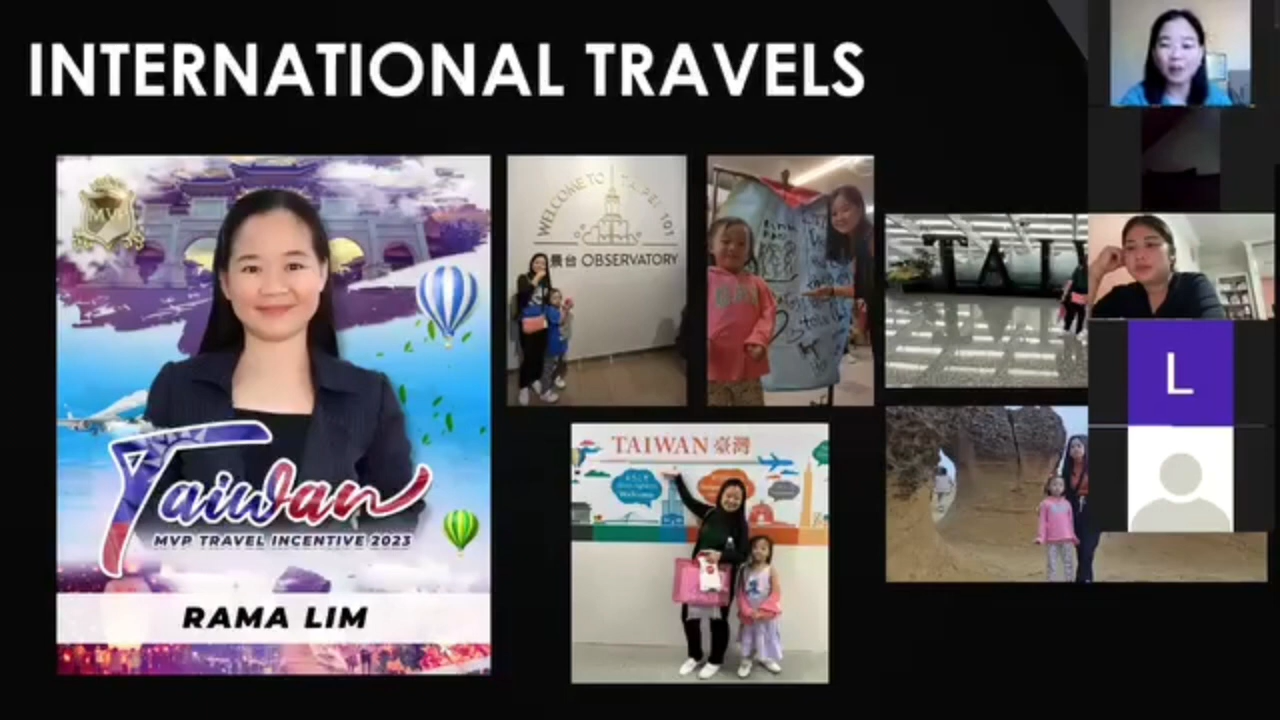 INTERNATIONAL TRAVELS
MVP
Taiwan
MVP TRAVEL INCENTIVE 2023
RAMA LIM
WELCOME TO TAIPEI 101
景台 OBSERVATORY
TAIWAN 臺灣
Welcome
L